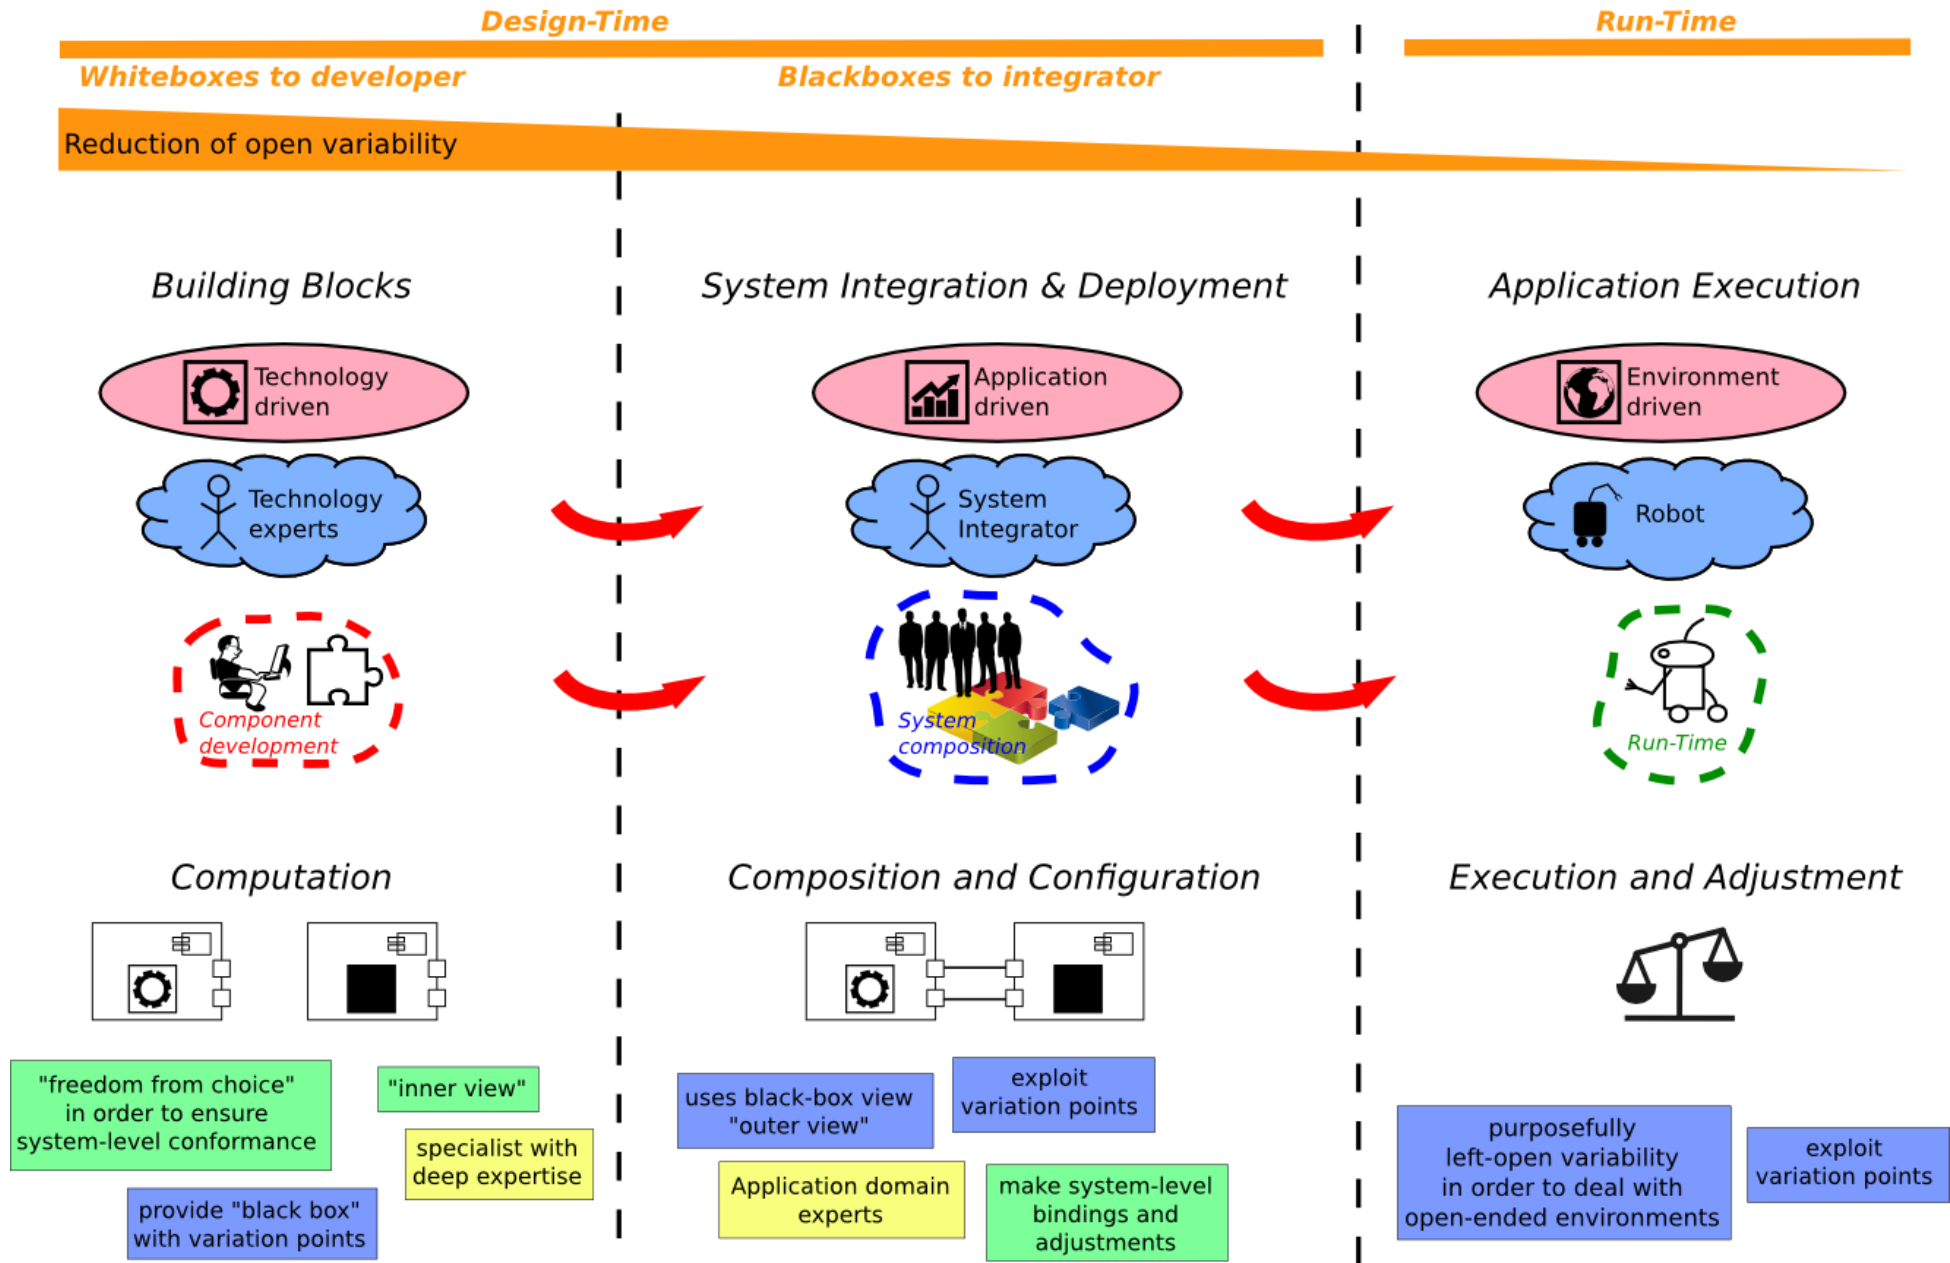 Design-Time
Run-Time
Whiteboxes to developer
Blackboxes to integrator
Reduction of open variability
Building Blocks
System Integration & Deployment
Application Execution
Technology
driven
Application
driven
Environment
driven
Technology
experts
System
Integrator
Robot
Component
development
System
composition
Run-Time
Computation
Composition and Configuration
Execution and Adjustment
"freedom from choice"
in order to ensure
system-level conformance
"inner view"
specialist with
deep expertise
provide "black box"
with variation points
uses black-box view
"outer view"
exploit
variation points
Application domain
experts
make system-level
bindings and
adjustments
purposefully
left-open variability
in order to deal with
open-ended environments
exploit
variation points